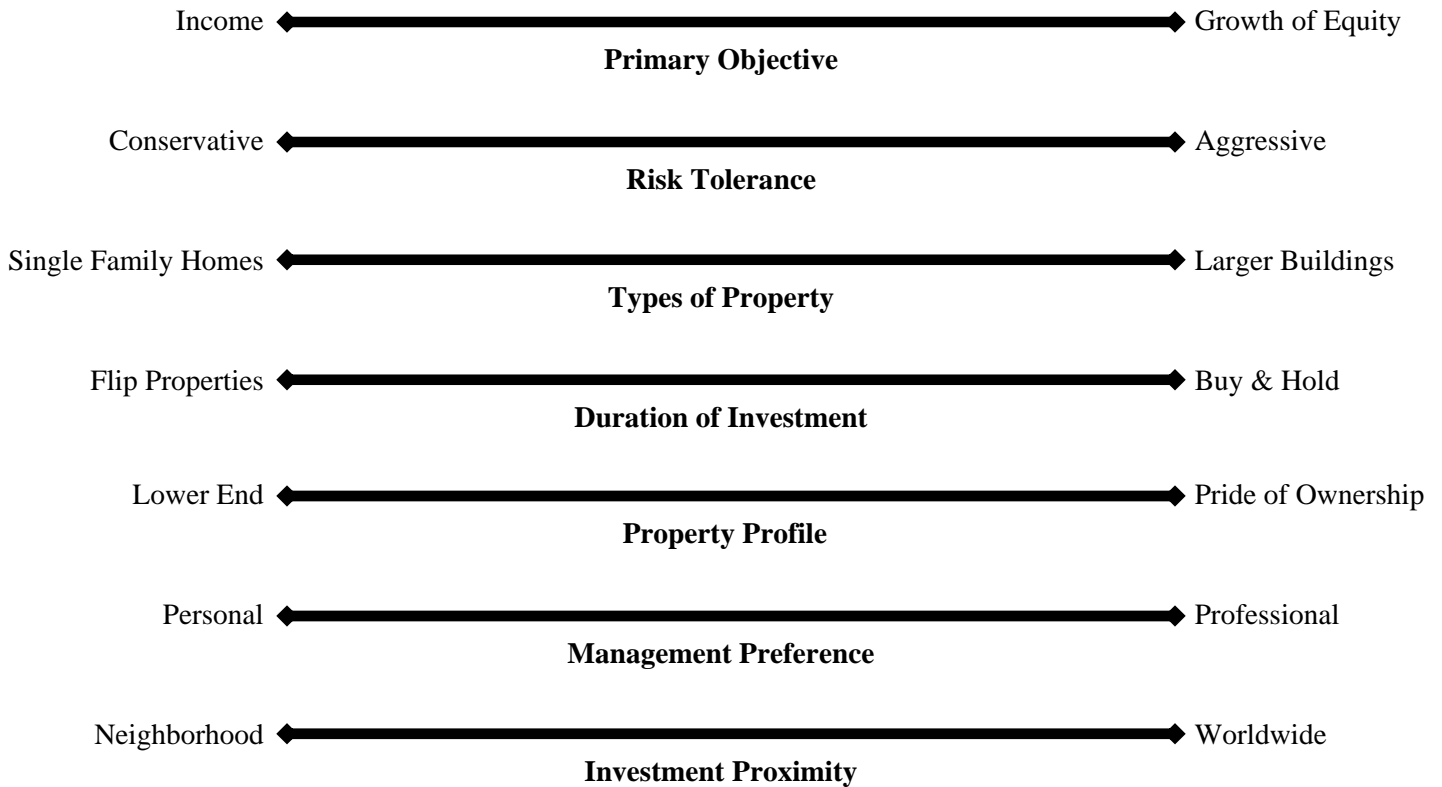 Income Growth of Equity
Primary Objective
Conservative Aggressive
Risk Tolerance
Single Family Homes Larger Buildings
Types of Property
Flip Properties Buy & Hold
Duration of Investment
Lower End Pride of Ownership
Property Profile
Personal Professional
Management Preference
Neighborhood Worldwide
Investment Proximity